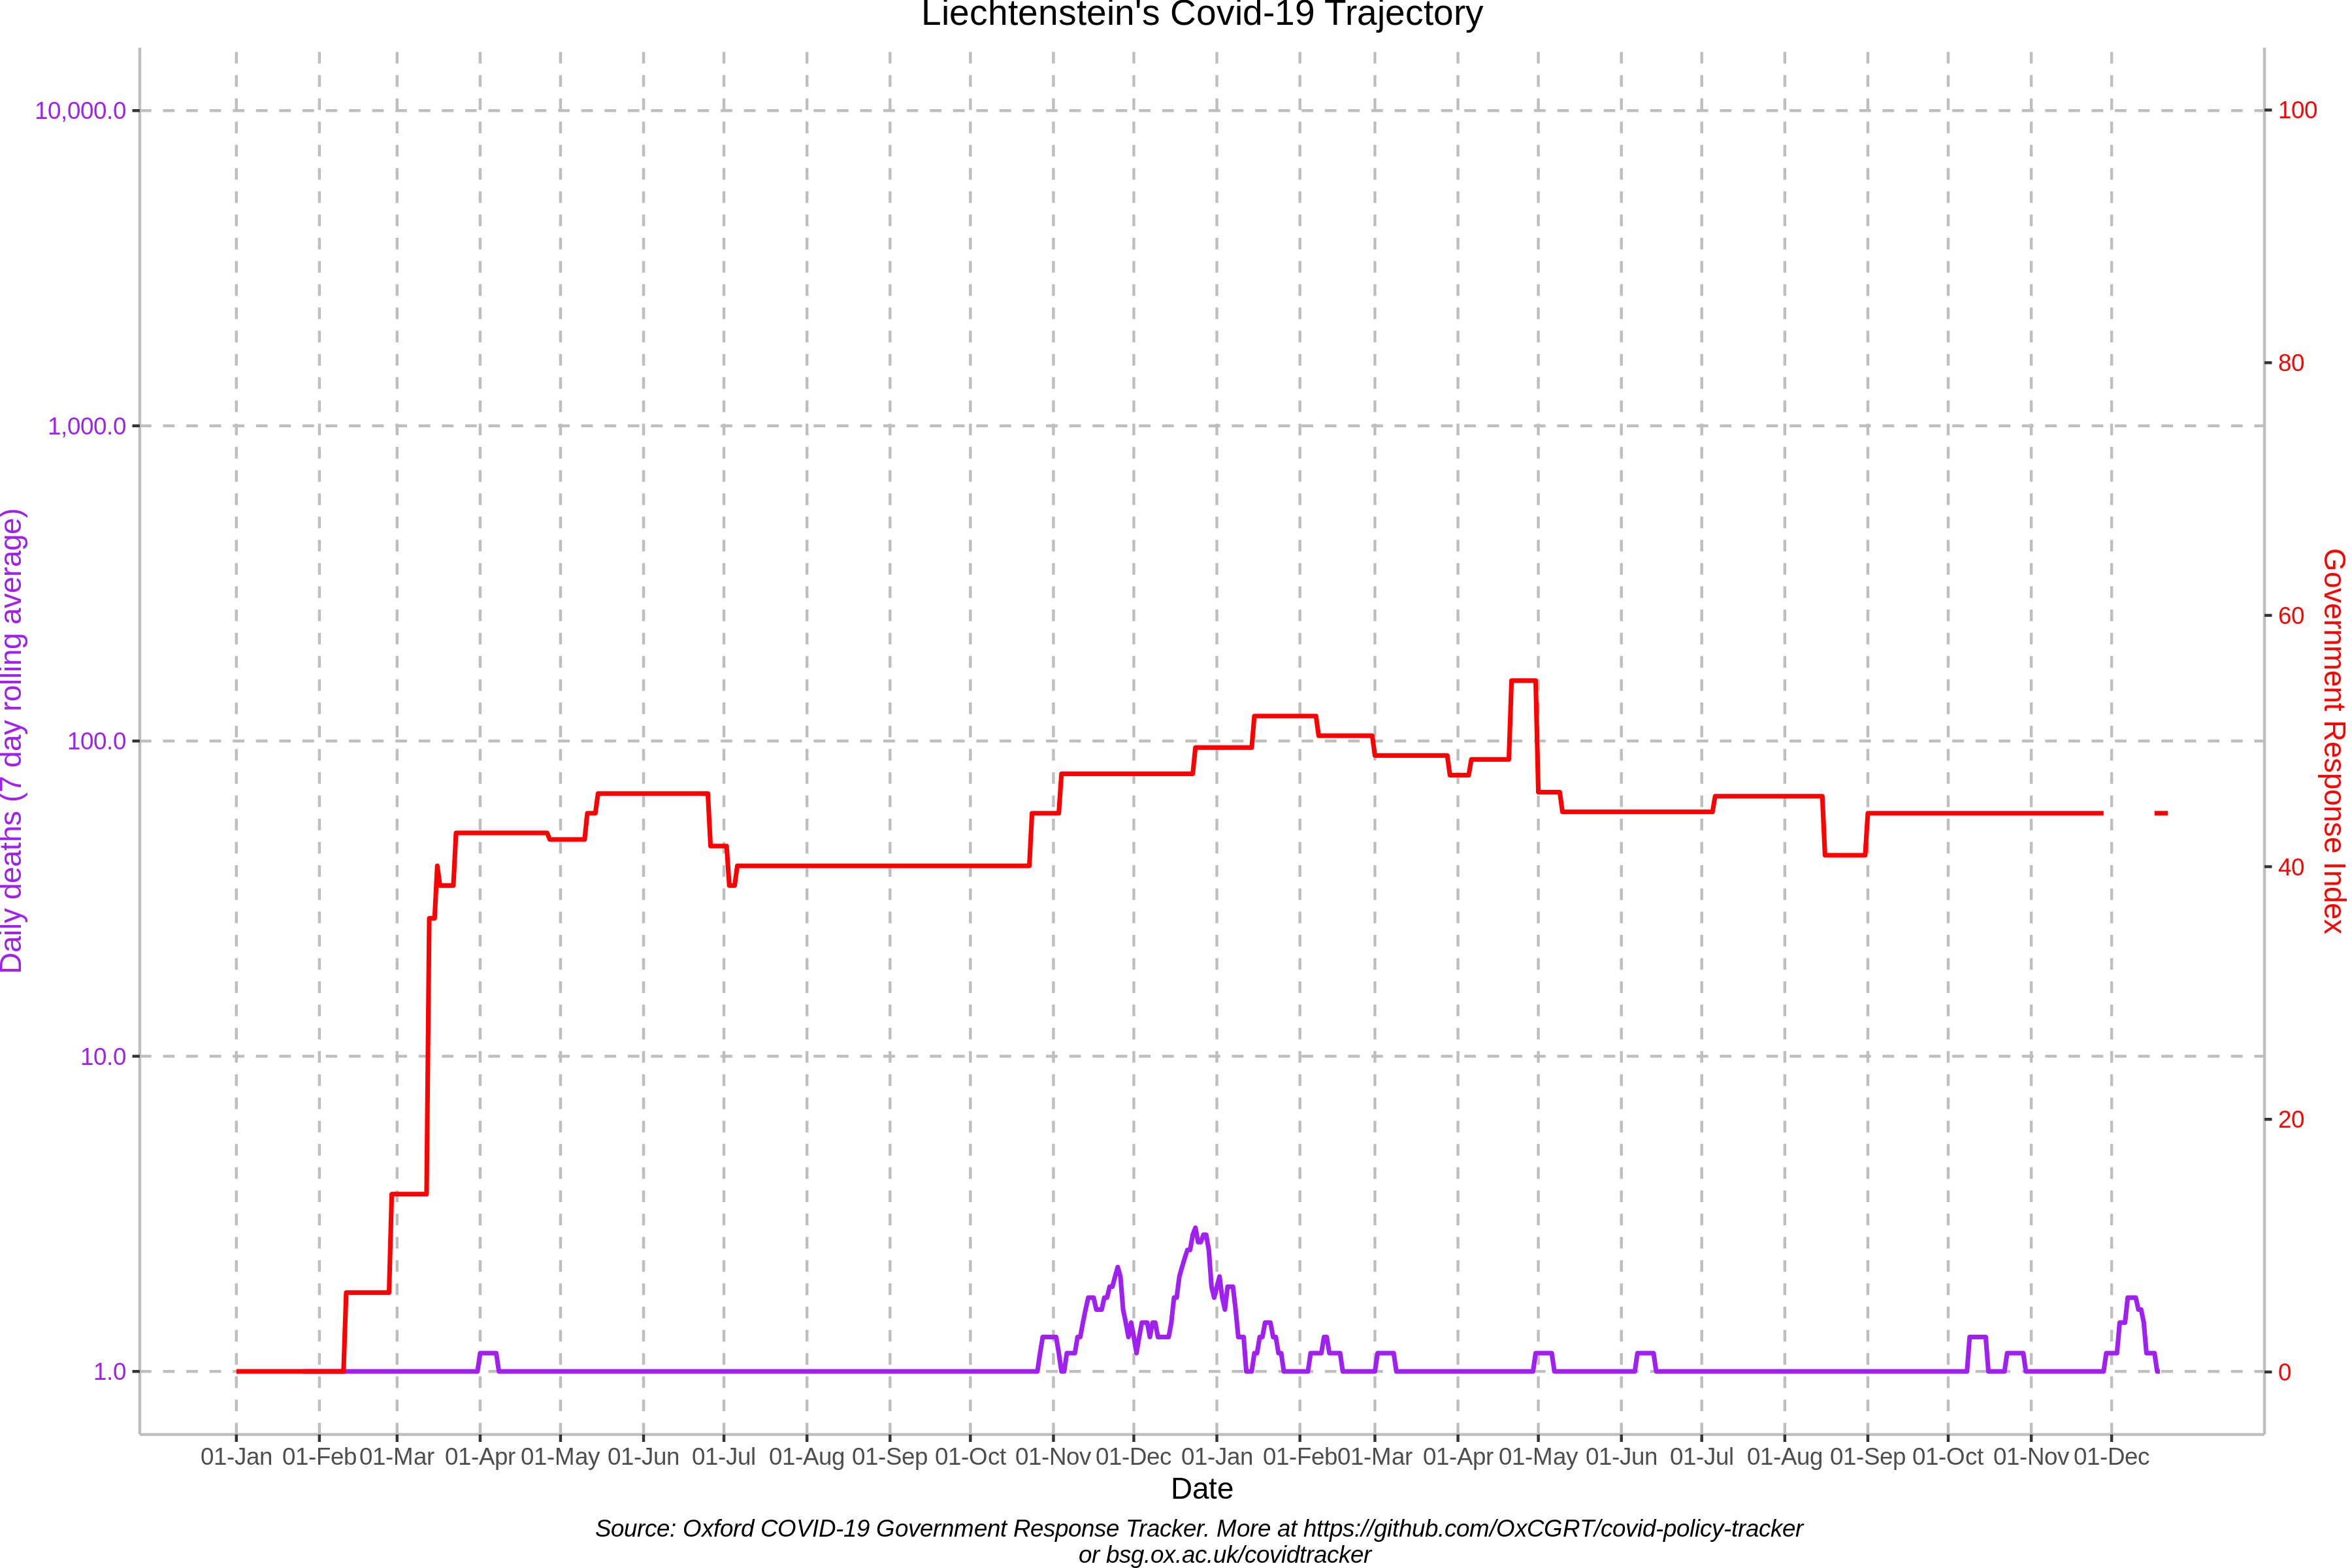 Liechtenstein's Covid-19 Trajectory
Daily deaths (7 day rolling average)
10,000.0
1,000.0
100.0
10.0
1.0
100
80
60
40
20
0
Government Response Index
01-Jan 01-Feb 01-Mar 01-Apr 01-May 01-Jun 01-Jul 01-Aug 01-Sep 01-Oct 01-Nov 01-Dec 01-Jan 01-Feb 01-Mar 01-Apr 01-May 01-Jun 01-Jul 01-Aug 01-Sep 01-Oct 01-Nov 01-Dec
Date
Source: Oxford COVID-19 Government Response Tracker. More at https://github.com/OxCGRT/covid-policy-tracker
or bsg.ox.ac.uk/covidtracker